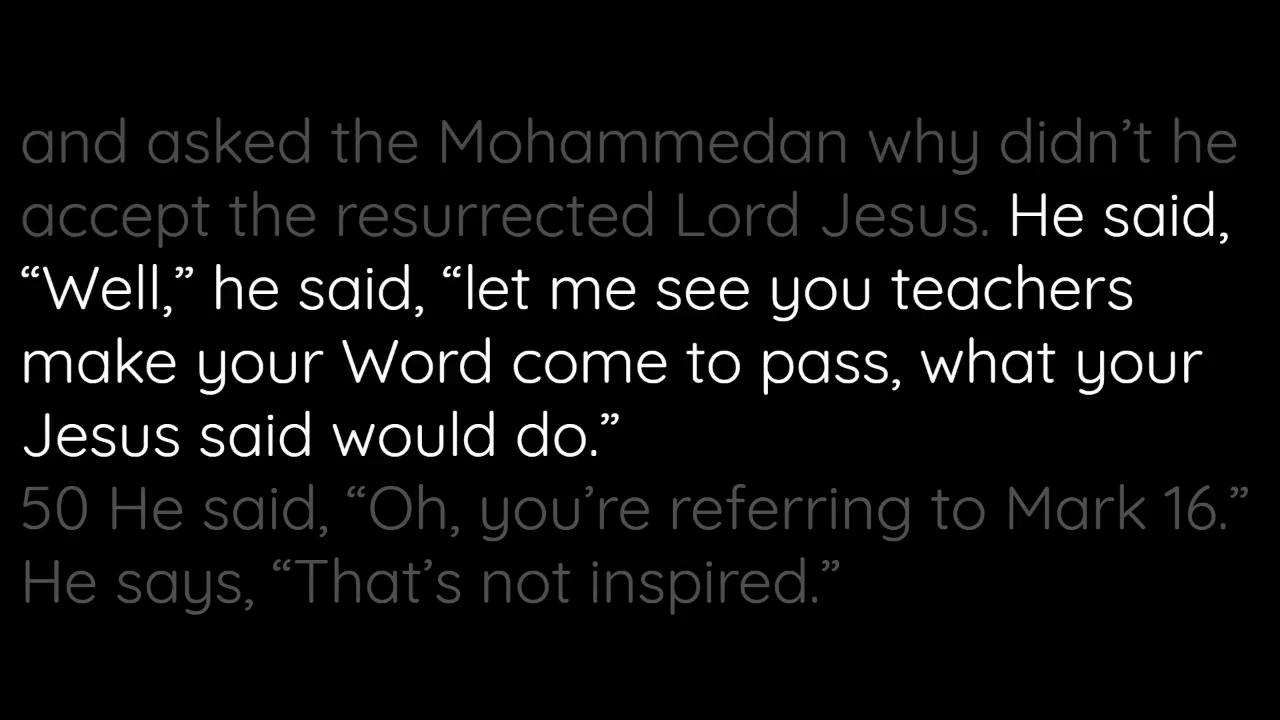 and asked the Mohammedan why didn’t he
accept the resurrected Lord Jesus. He said,
“Well,” he said, “let me see you teachers
make your Word come to pass, what your
Jesus said would do.”
50 He said, “Oh, you’re referring to Mark 16.”
He says, “That’s not inspired.”